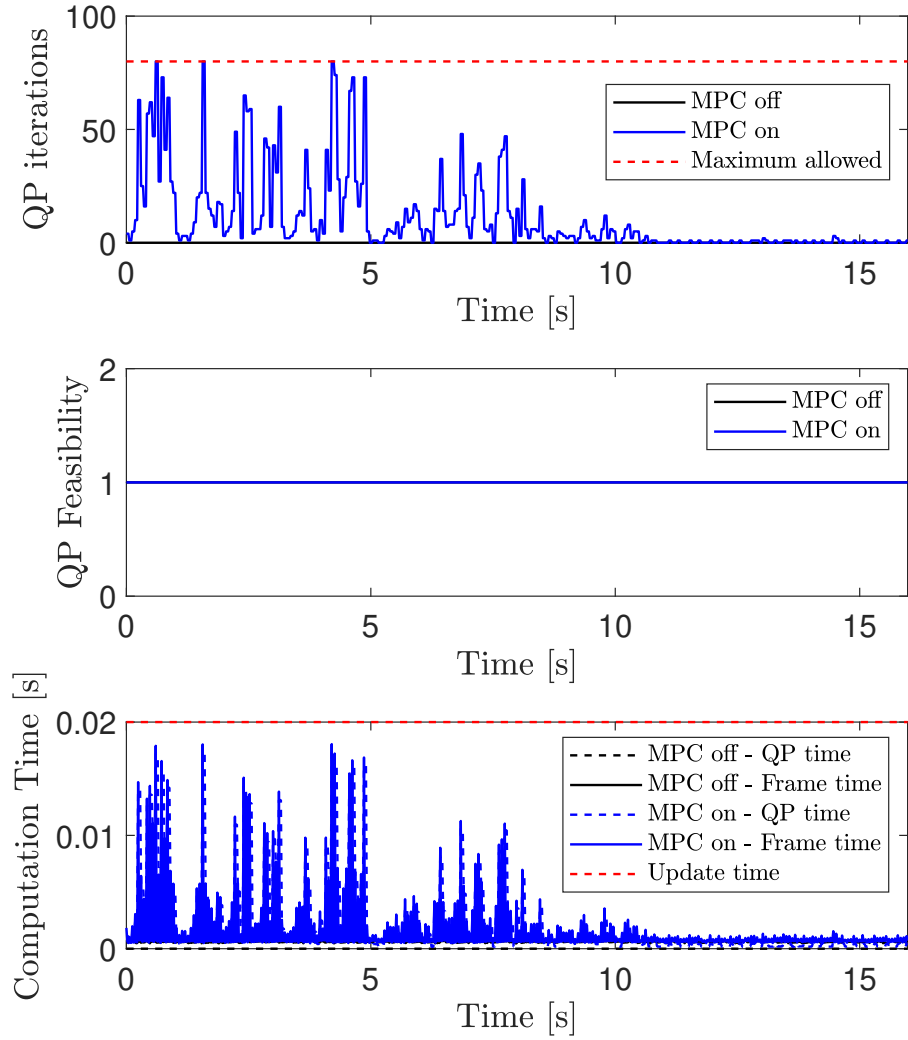 QP iterations
100
50
0
MPC off
MPC on
Maximum allowed
0 5 10 15
Time [s]
QP Feasibility
2
1
0
MPC off
MPC on
0 5 10 15
Time [s]
Computation Time [s]
0.02
0.01
0
MPC off - QP time
MPC off - Frame time
MPC on - QP time
MPC on - Frame time
Update time
0 5 10 15
Time [s]